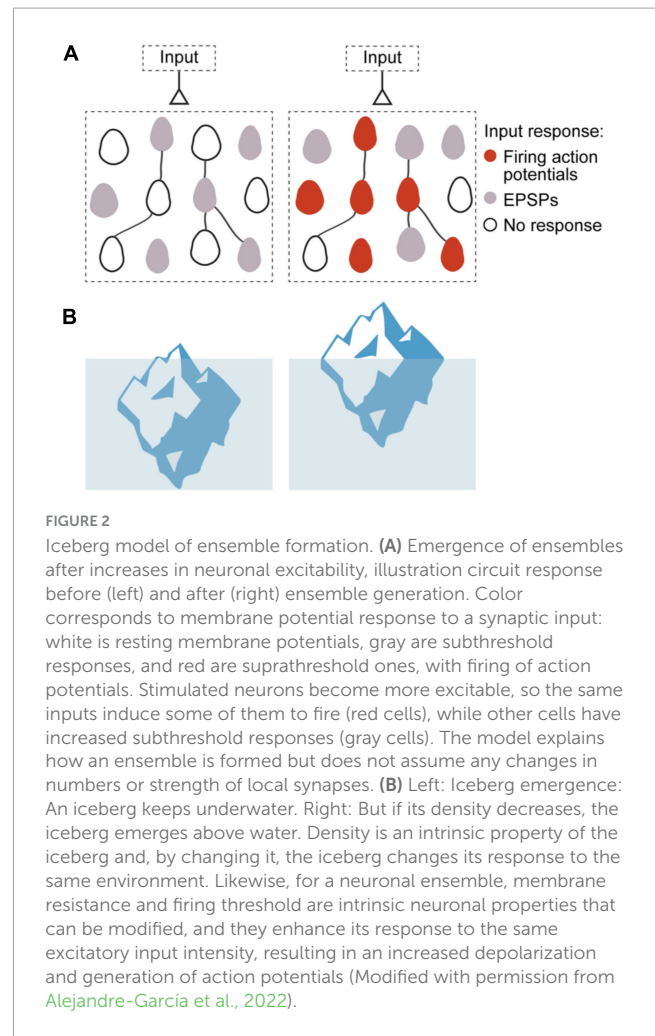 A
Input
Input
Input response:
Firing action
potentials
EPSPs
No response
B
FIGURE 2
Iceberg model of ensemble formation. (A) Emergence of ensembles
after increases in neuronal excitability, illustration circuit response
before (left) and after (right) ensemble generation. Color
corresponds to membrane potential response to a synaptic input:
white is resting membrane potentials, gray are subthreshold
responses, and red are suprathreshold ones, with firing of action
potentials. Stimulated neurons become more excitable, so the same
inputs induce some of them to fire (red cells), while other cells have
increased subthreshold responses (gray cells). The model explains
how an ensemble is formed but does not assume any changes in
numbers or strength of local synapses. (B) Left: Iceberg emergence:
An iceberg keeps underwater. Right: But if its density decreases, the
iceberg emerges above water. Density is an intrinsic property of the
iceberg and, by changing it, the iceberg changes its response to the
same environment. Likewise, for a neuronal ensemble, membrane
resistance and firing threshold are intrinsic neuronal properties that
can be modified, and they enhance its response to the same
excitatory input intensity, resulting in an increased depolarization
and generation of action potentials (Modified with permission from
Alejandre-García et al., 2022).